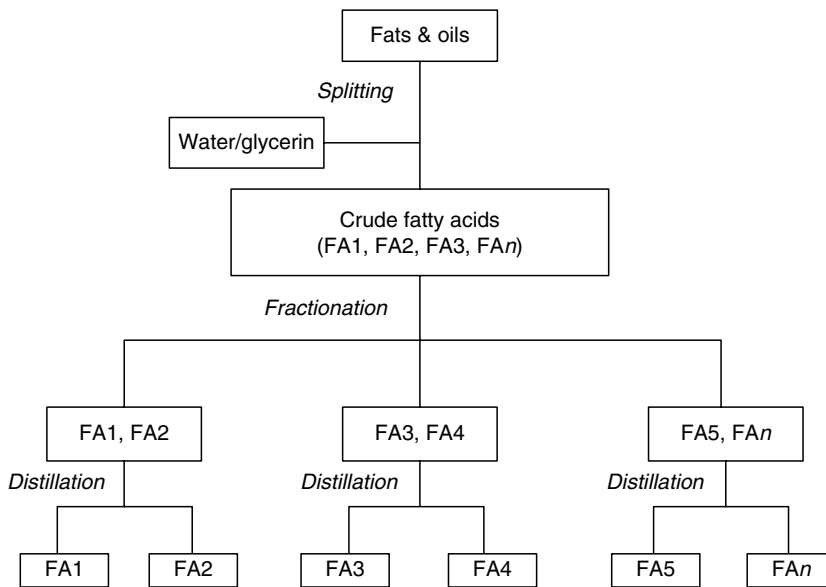 Fats & oils
Splitting
Water/glycerin
Crude fatty acids
(FA1, FA2, FA3, FAn)
Fractionation
FA1, FA2
FA3, FA4
FA5, FAn
Distillation
Distillation
Distillation
FA1
FA2
FA3
FA4
FA5
FAn